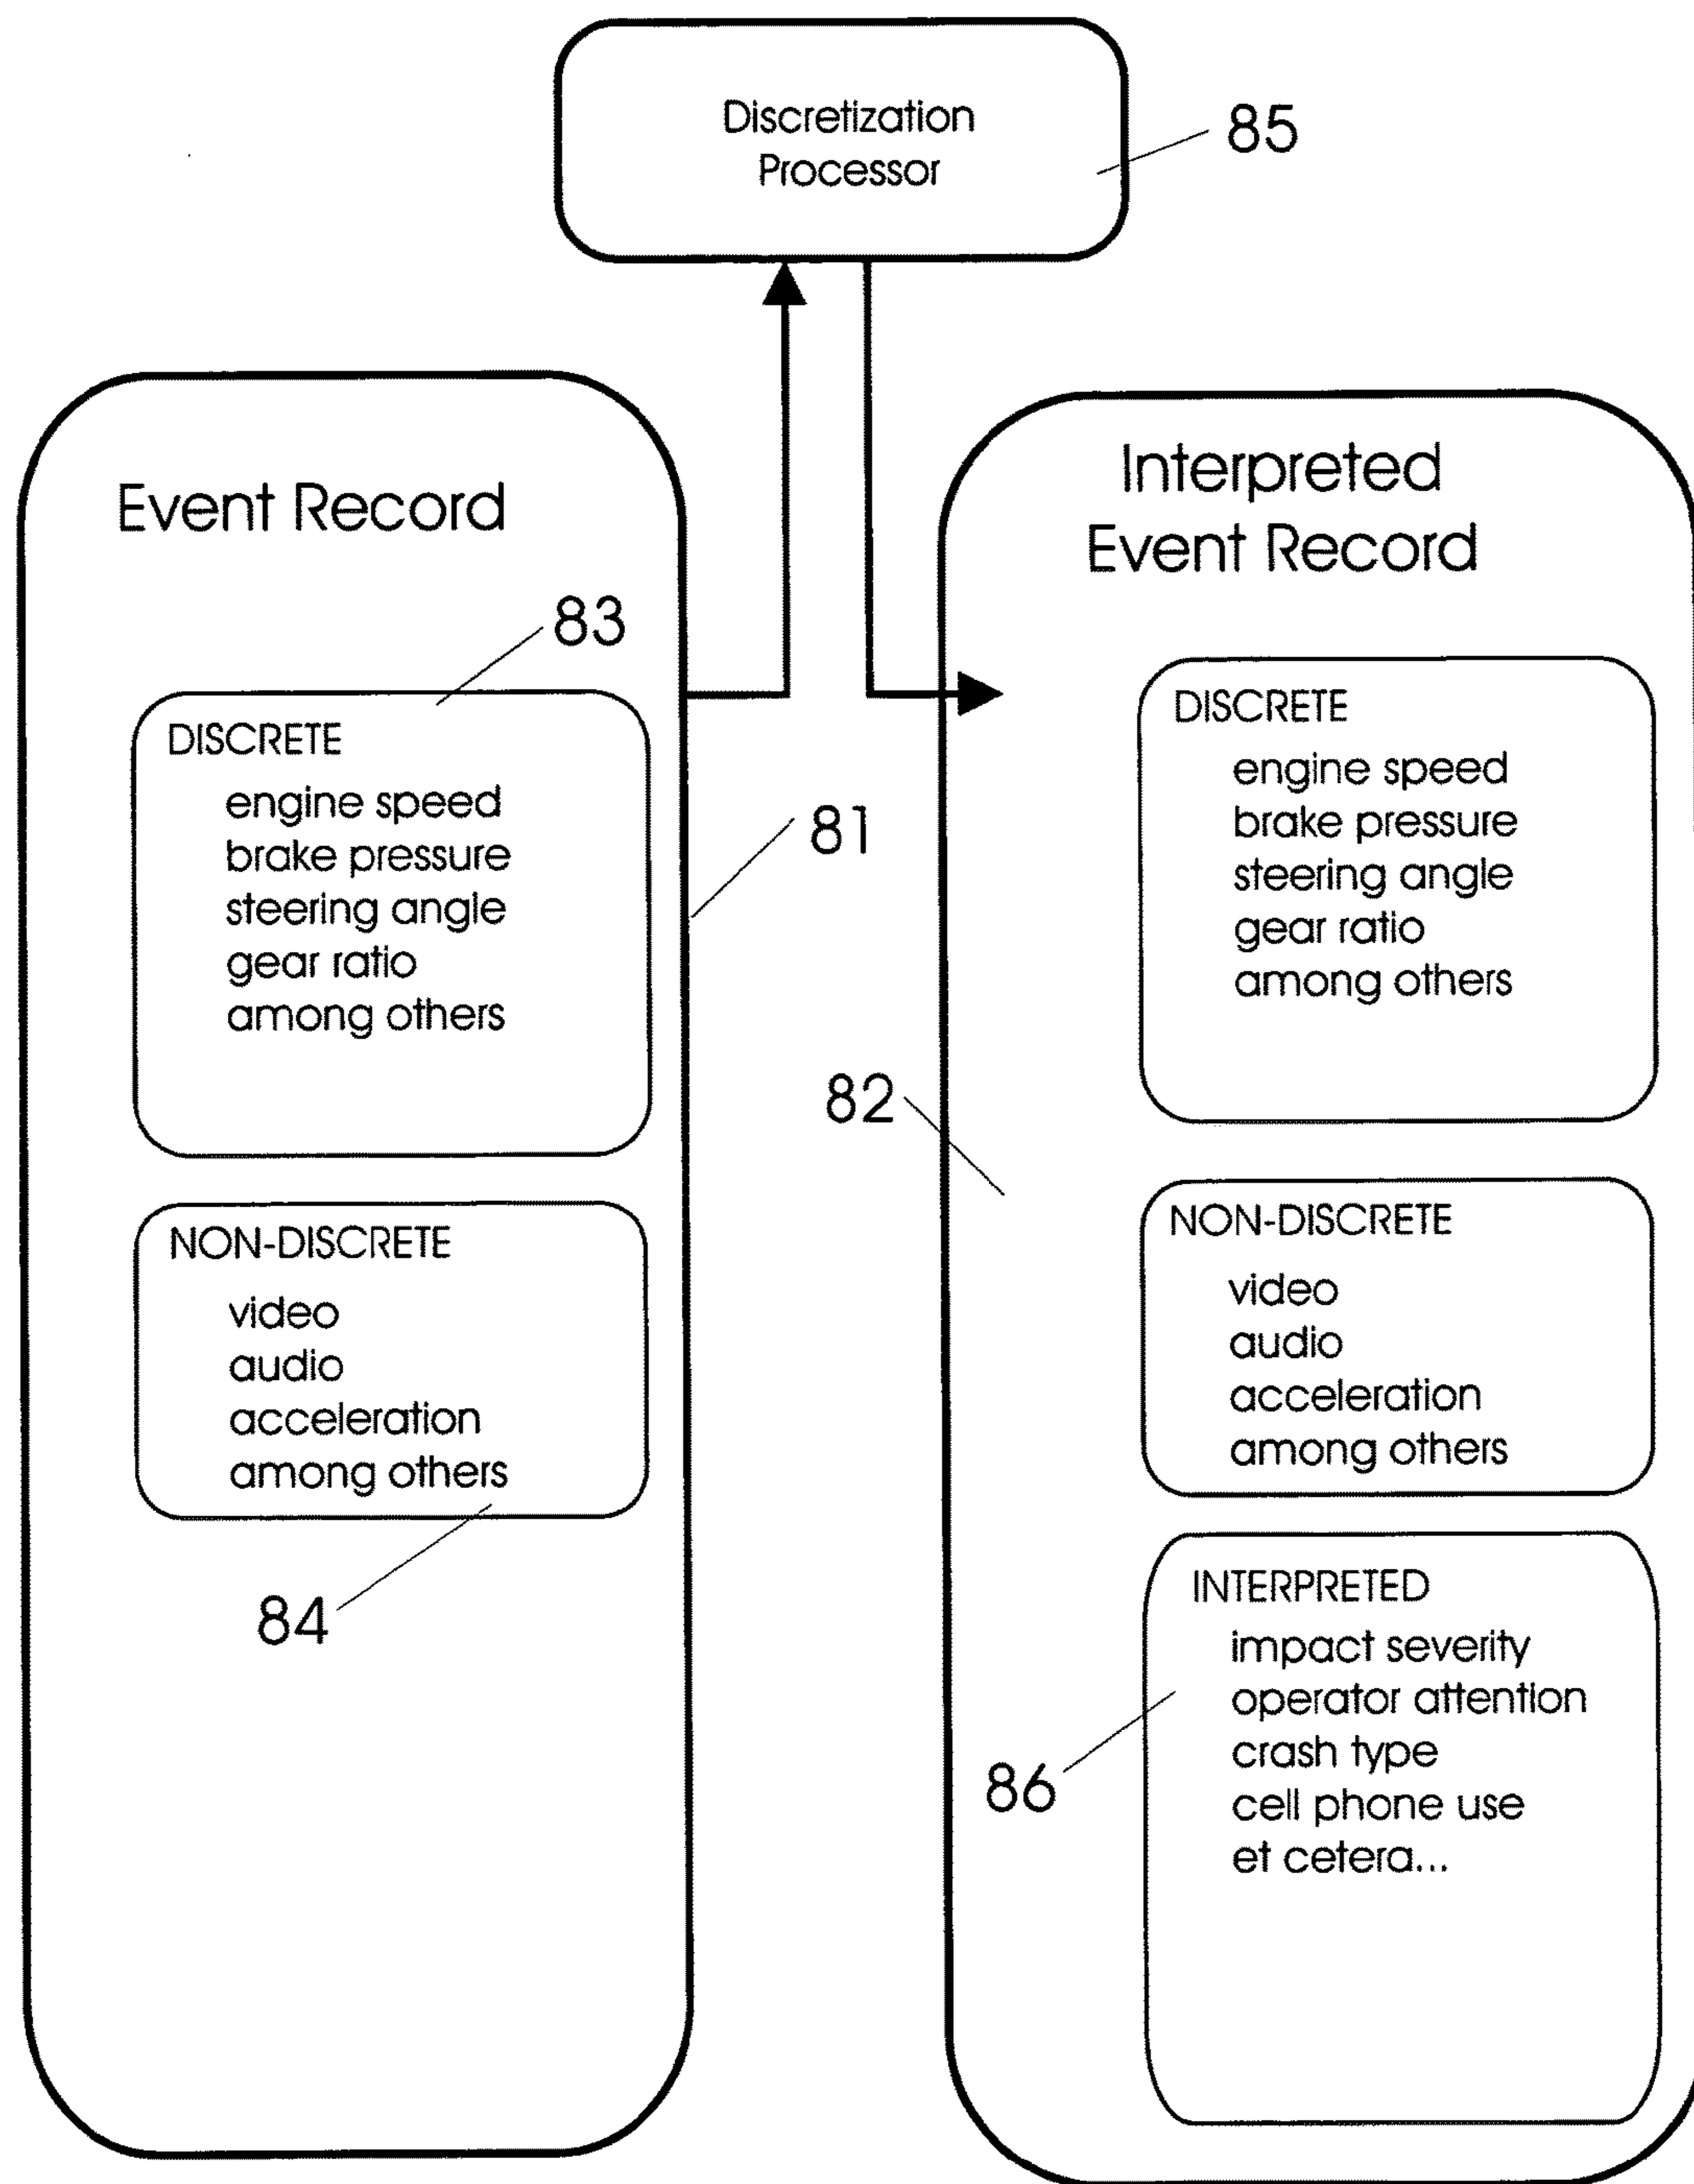 Discretization
Processor
85
Event Record
83
DISCRETE
engine speed
brake pressure
steering angle
gear ratio
among others
81
NON-DISCRETE
video
audio
acceleration
among others
84
Interpreted
Event Record
DISCRETE
engine speed
brake pressure
steering angle
gear ratio
among others
82
NON-DISCRETE
video
audio
acceleration
among others
INTERPRETED
impact severity
operator attention
crash type
cell phone use
et cetera...
86